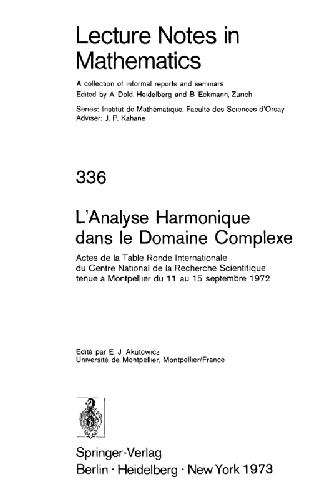 Lecture Notes in
Mathematics
A collection of informal reports and seminars
Edited by A. Dold, Heidelberg and B. Eckmann, Zürich
Series: Institut de Mathématique, Faculté des Sciences d'Orsay
Adviser: J. P. Kahane
336
L'Analyse Harmonique
dans le Domaine Complexe
Actes de la Table Ronde Internationale
du Centre National de la Recherche Scientifique
tenue à Montpellier du 11 au 15 septembre 1972
Edité par E. J. Akutowicz
Université de Montpellier, Montpellier/France
Springer-Verlag
Berlin · Heidelberg · New York 1973